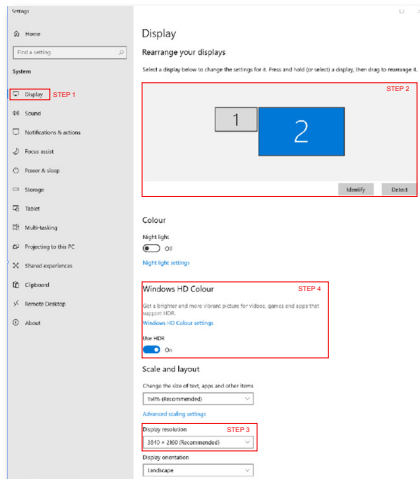 Settings
Home
Find a setting
System
Display
STEP 1
Sound
Notifications & actions
Focus assist
Power & sleep
Storage
Tablet
Multi-tasking
Projecting to this PC
Shared experiences
Clipboard
Remote Desktop
About
Display
Rearrange your displays
Select a display below to change the settings for it. Press and hold (or select) a display, then drag to rearrange it.
STEP 2
1
2
Identify
Detect
Colour
Night light
Off
Night light settings
Windows HD Colour
STEP 4
Get a brighter and more vibrant picture for videos, games and apps that
support HDR.
Windows HD Colour settings
Use HDR
On
Scale and layout
Change the size of text, apps and other items
150% (Recommended)
Advanced scaling settings
Display resolution
STEP 3
3840 × 2160 (Recommended)
Display orientation
Landscape